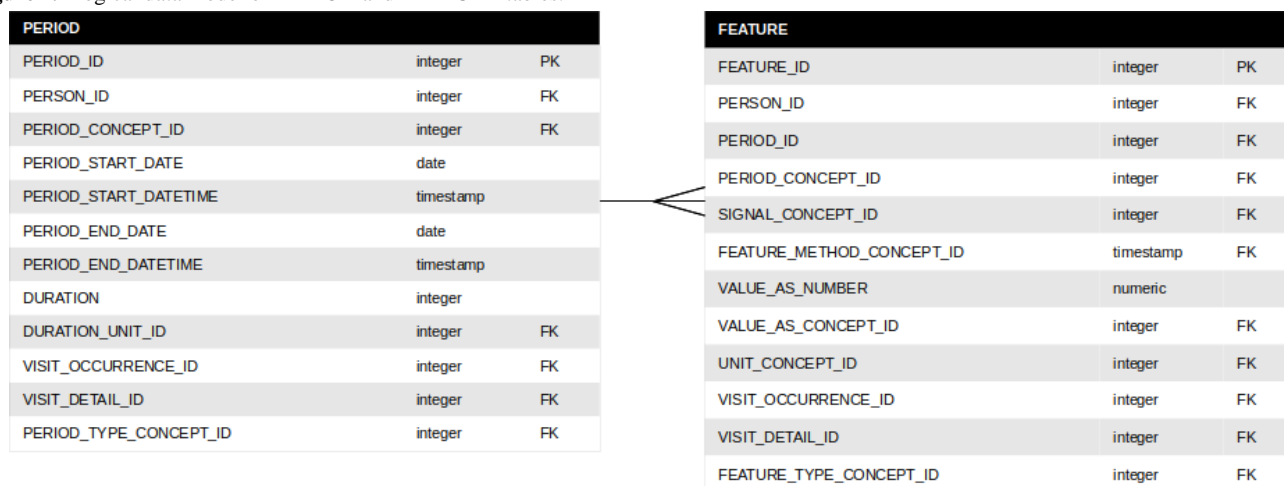 PERIOD
PERIOD_ID integer PK
PERSON_ID integer FK
PERIOD_CONCEPT_ID integer FK
PERIOD_START_DATE date
PERIOD_START_DATETIME timestamp
PERIOD_END_DATE date
PERIOD_END_DATETIME timestamp
DURATION integer
DURATION_UNIT_ID integer FK
VISIT_OCCURRENCE_ID integer FK
VISIT_DETAIL_ID integer FK
PERIOD_TYPE_CONCEPT_ID integer FK
FEATURE
FEATURE_ID integer PK
PERSON_ID integer FK
PERIOD_ID integer FK
PERIOD_CONCEPT_ID integer FK
SIGNAL_CONCEPT_ID integer FK
FEATURE_METHOD_CONCEPT_ID timestamp FK
VALUE_AS_NUMBER numeric
VALUE_AS_CONCEPT_ID integer FK
UNIT_CONCEPT_ID integer FK
VISIT_OCCURRENCE_ID integer FK
VISIT_DETAIL_ID integer FK
FEATURE_TYPE_CONCEPT_ID integer FK